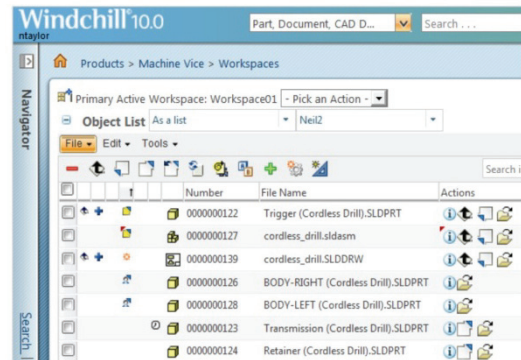 Windchill® 10.0
Part, Document, CAD D...
Search ...
ntaylor
Products > Machine Vice > Workspaces
Navigator
Primary Active Workspace: Workspace01 - Pick an Action -
Object List As a list Neil2
File Edit Tools
Search i
Number File Name Actions
0000000122 Trigger (Cordless Drill).SLDPRT
0000000127 cordless_drill.sldasm
0000000139 cordless_drill.SLDDRW
0000000126 BODY-RIGHT (Cordless Drill).SLDPRT
0000000128 BODY-LEFT (Cordless Drill).SLDPRT
0000000123 Transmission (Cordless Drill).SLDPRT
0000000124 Retainer (Cordless Drill).SLDPRT
Search